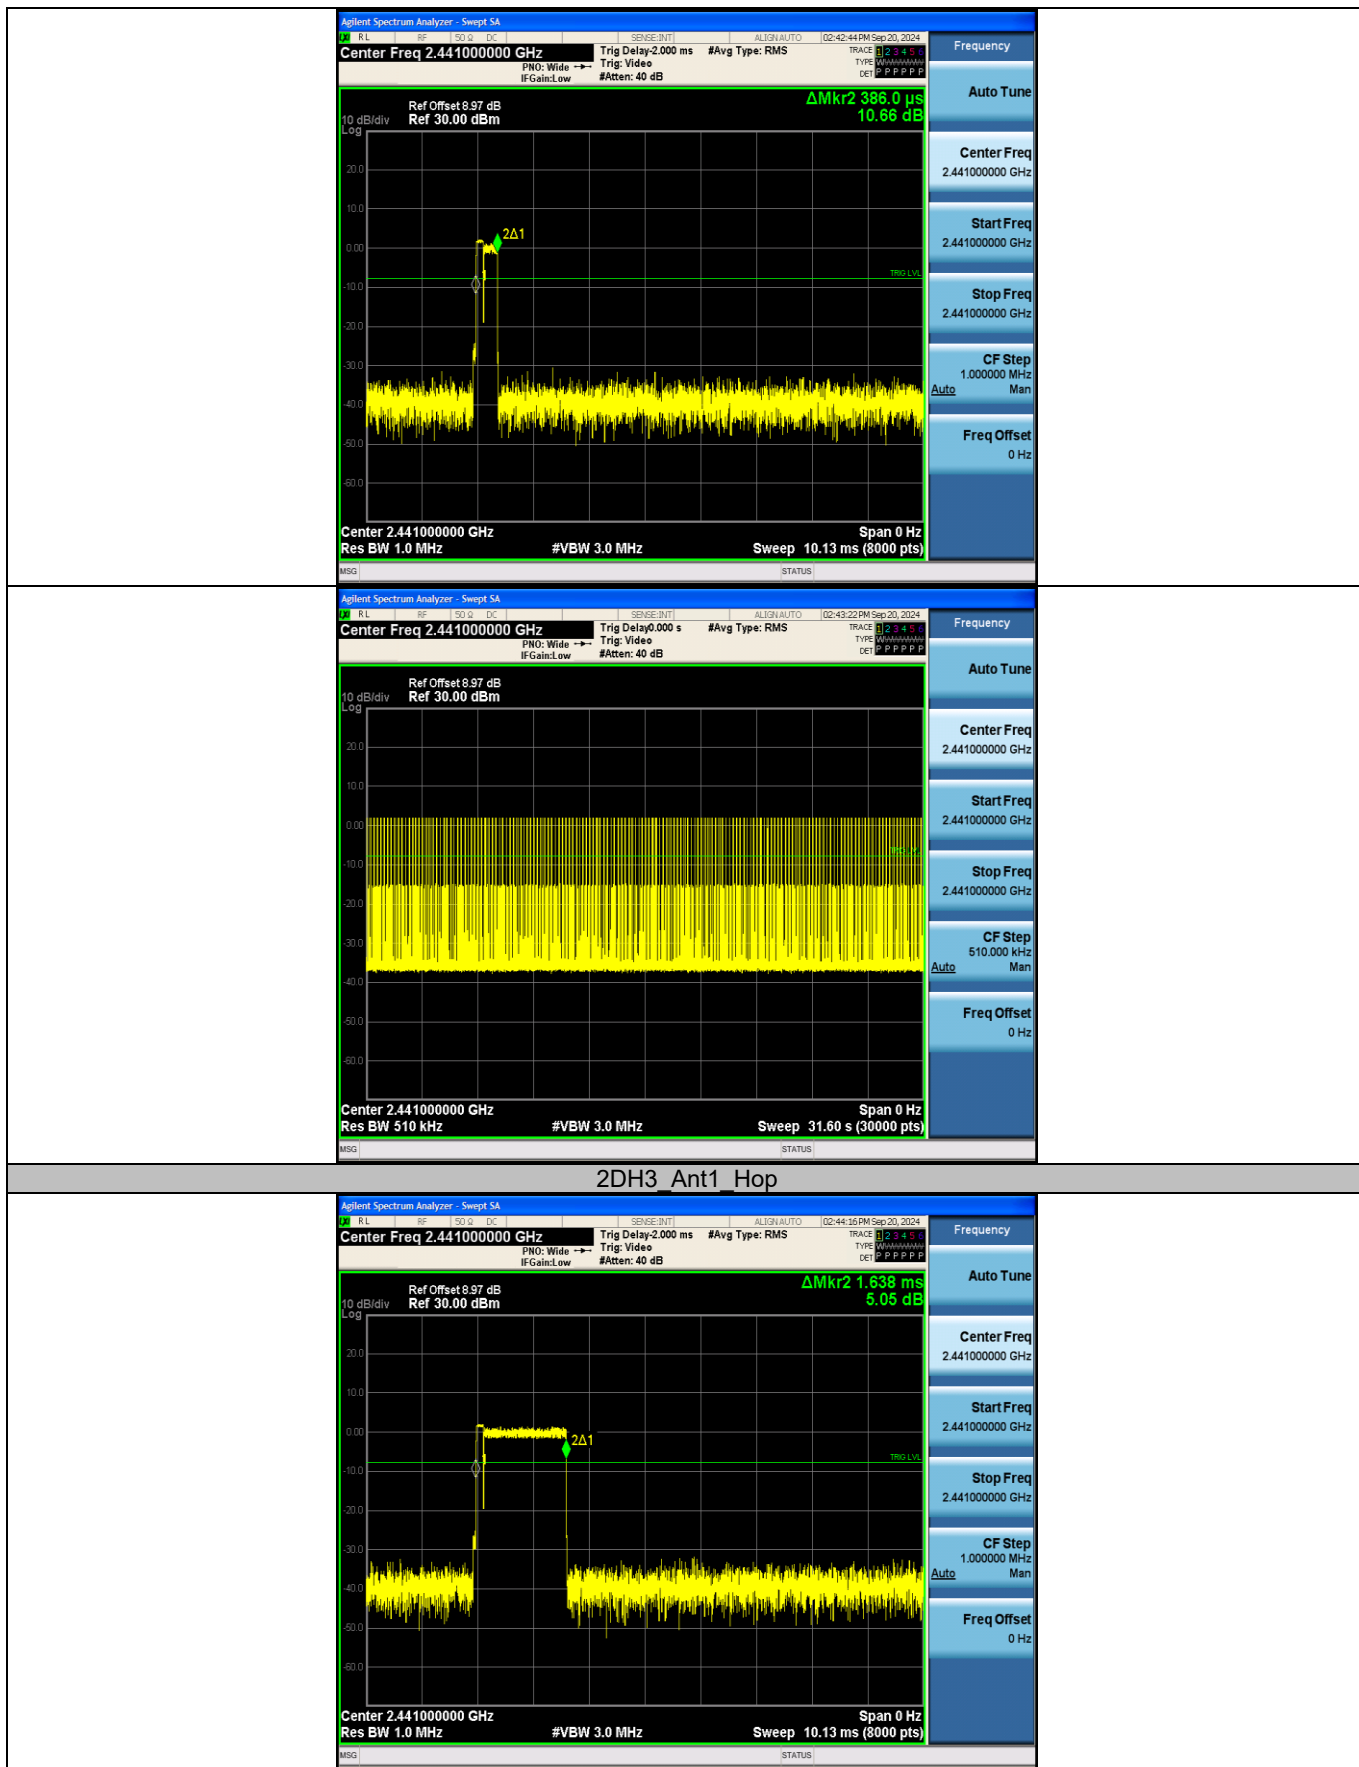 Agilent Spectrum Analyzer - Swept SA
RL RF 50 Ω DC SENSE:INT ALIGN AUTO 02:42:44 PM Sep 20, 2024
Center Freq 2.441000000 GHz
PNO: Wide
IFGain:Low
Trig Delay-2.000 ms
Trig: Video
#Atten: 40 dB
#Avg Type: RMS
TRACE 1 2 3 4 5 6
TYPE W
DET P P P P P P
ΔMkr2 386.0 µs
10.66 dB
Ref Offset 8.97 dB
10 dB/div Ref 30.00 dBm
Log
20.0
10.0
0.00
-10.0
-20.0
-30.0
-40.0
-50.0
-60.0
2Δ1
TRIG LVL
Center 2.441000000 GHz Span 0 Hz
Res BW 1.0 MHz #VBW 3.0 MHz Sweep 10.13 ms (8000 pts)
MSG STATUS
Frequency
Auto Tune
Center Freq
2.441000000 GHz
Start Freq
2.441000000 GHz
Stop Freq
2.441000000 GHz
CF Step
1.000000 MHz
Auto Man
Freq Offset
0 Hz
Agilent Spectrum Analyzer - Swept SA
RL RF 50 Ω DC SENSE:INT ALIGN AUTO 02:43:22 PM Sep 20, 2024
Center Freq 2.441000000 GHz
PNO: Wide
IFGain:Low
Trig Delay0.000 s
Trig: Video
#Atten: 40 dB
#Avg Type: RMS
TRACE 1 2 3 4 5 6
TYPE W
DET P P P P P P
Ref Offset 8.97 dB
10 dB/div Ref 30.00 dBm
Log
20.0
10.0
0.00
-10.0
-20.0
-30.0
-40.0
-50.0
-60.0
Center 2.441000000 GHz Span 0 Hz
Res BW 510 kHz #VBW 3.0 MHz Sweep 31.60 s (30000 pts)
MSG STATUS
Frequency
Auto Tune
Center Freq
2.441000000 GHz
Start Freq
2.441000000 GHz
Stop Freq
2.441000000 GHz
CF Step
510.000 kHz
Auto Man
Freq Offset
0 Hz
2DH3_Ant1_Hop
Agilent Spectrum Analyzer - Swept SA
RL RF 50 Ω DC SENSE:INT ALIGN AUTO 02:44:16 PM Sep 20, 2024
Center Freq 2.441000000 GHz
PNO: Wide
IFGain:Low
Trig Delay-2.000 ms
Trig: Video
#Atten: 40 dB
#Avg Type: RMS
TRACE 1 2 3 4 5 6
TYPE W
DET P P P P P P
ΔMkr2 1.638 ms
5.05 dB
Ref Offset 8.97 dB
10 dB/div Ref 30.00 dBm
Log
20.0
10.0
0.00
-10.0
-20.0
-30.0
-40.0
-50.0
-60.0
2Δ1
TRIG LVL
Center 2.441000000 GHz Span 0 Hz
Res BW 1.0 MHz #VBW 3.0 MHz Sweep 10.13 ms (8000 pts)
MSG STATUS
Frequency
Auto Tune
Center Freq
2.441000000 GHz
Start Freq
2.441000000 GHz
Stop Freq
2.441000000 GHz
CF Step
1.000000 MHz
Auto Man
Freq Offset
0 Hz